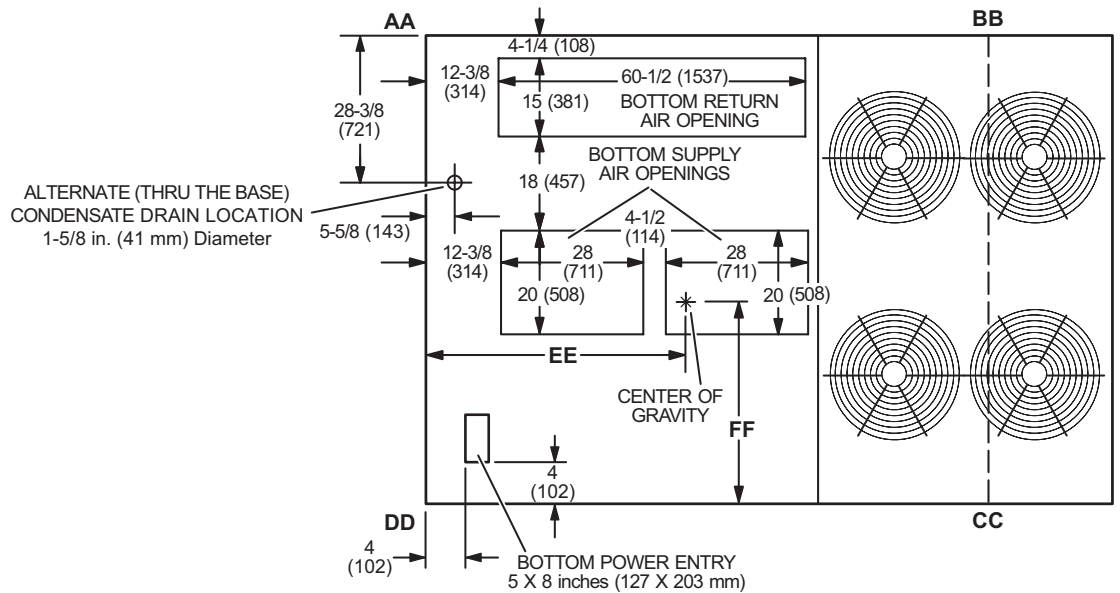 AA
BB
4-1/4 (108)
12-3/8
(314)
60-1/2 (1537)
28-3/8
(721)
15 (381)
BOTTOM RETURN
AIR OPENING
BOTTOM SUPPLY
AIR OPENINGS
18 (457)
ALTERNATE (THRU THE BASE)
CONDENSATE DRAIN LOCATION
1-5/8 in. (41 mm) Diameter
5-5/8 (143)
4-1/2
(114)
12-3/8
(314)
28
(711)
28
(711)
20 (508)
20 (508)
EE
CENTER OF
GRAVITY
FF
4
(102)
DD
CC
4
(102)
BOTTOM POWER ENTRY
5 X 8 inches (127 X 203 mm)